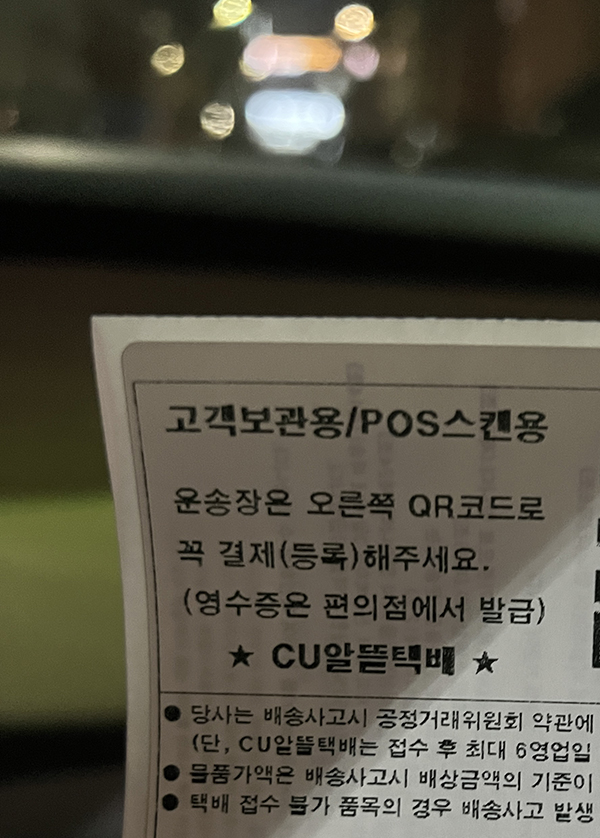 고객보관용/POS스캔용
운송장은 오른쪽 QR코드로
꼭 결제(등록)해주세요.
(영수증은 편의점에서 발급)
★ CU알뜰택배 ★
● 당사는 배송사고시 공정거래위원회 약관에
(단, CU알뜰택배는 접수 후 최대 6영업일
● 물품가액은 배송사고시 배상금액의 기준이
● 택배 접수 불가 품목의 경우 배송사고 발생